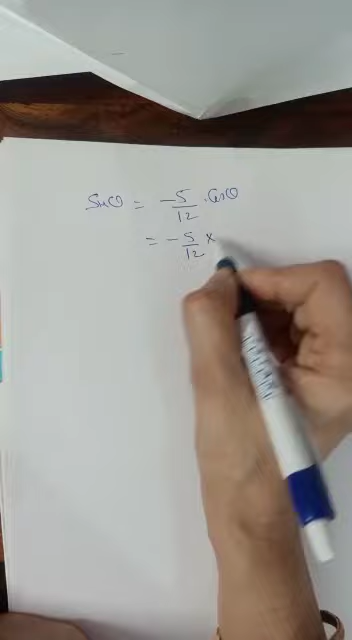 Sinθ = -5/12 . Cosθ
= -5/12 ×